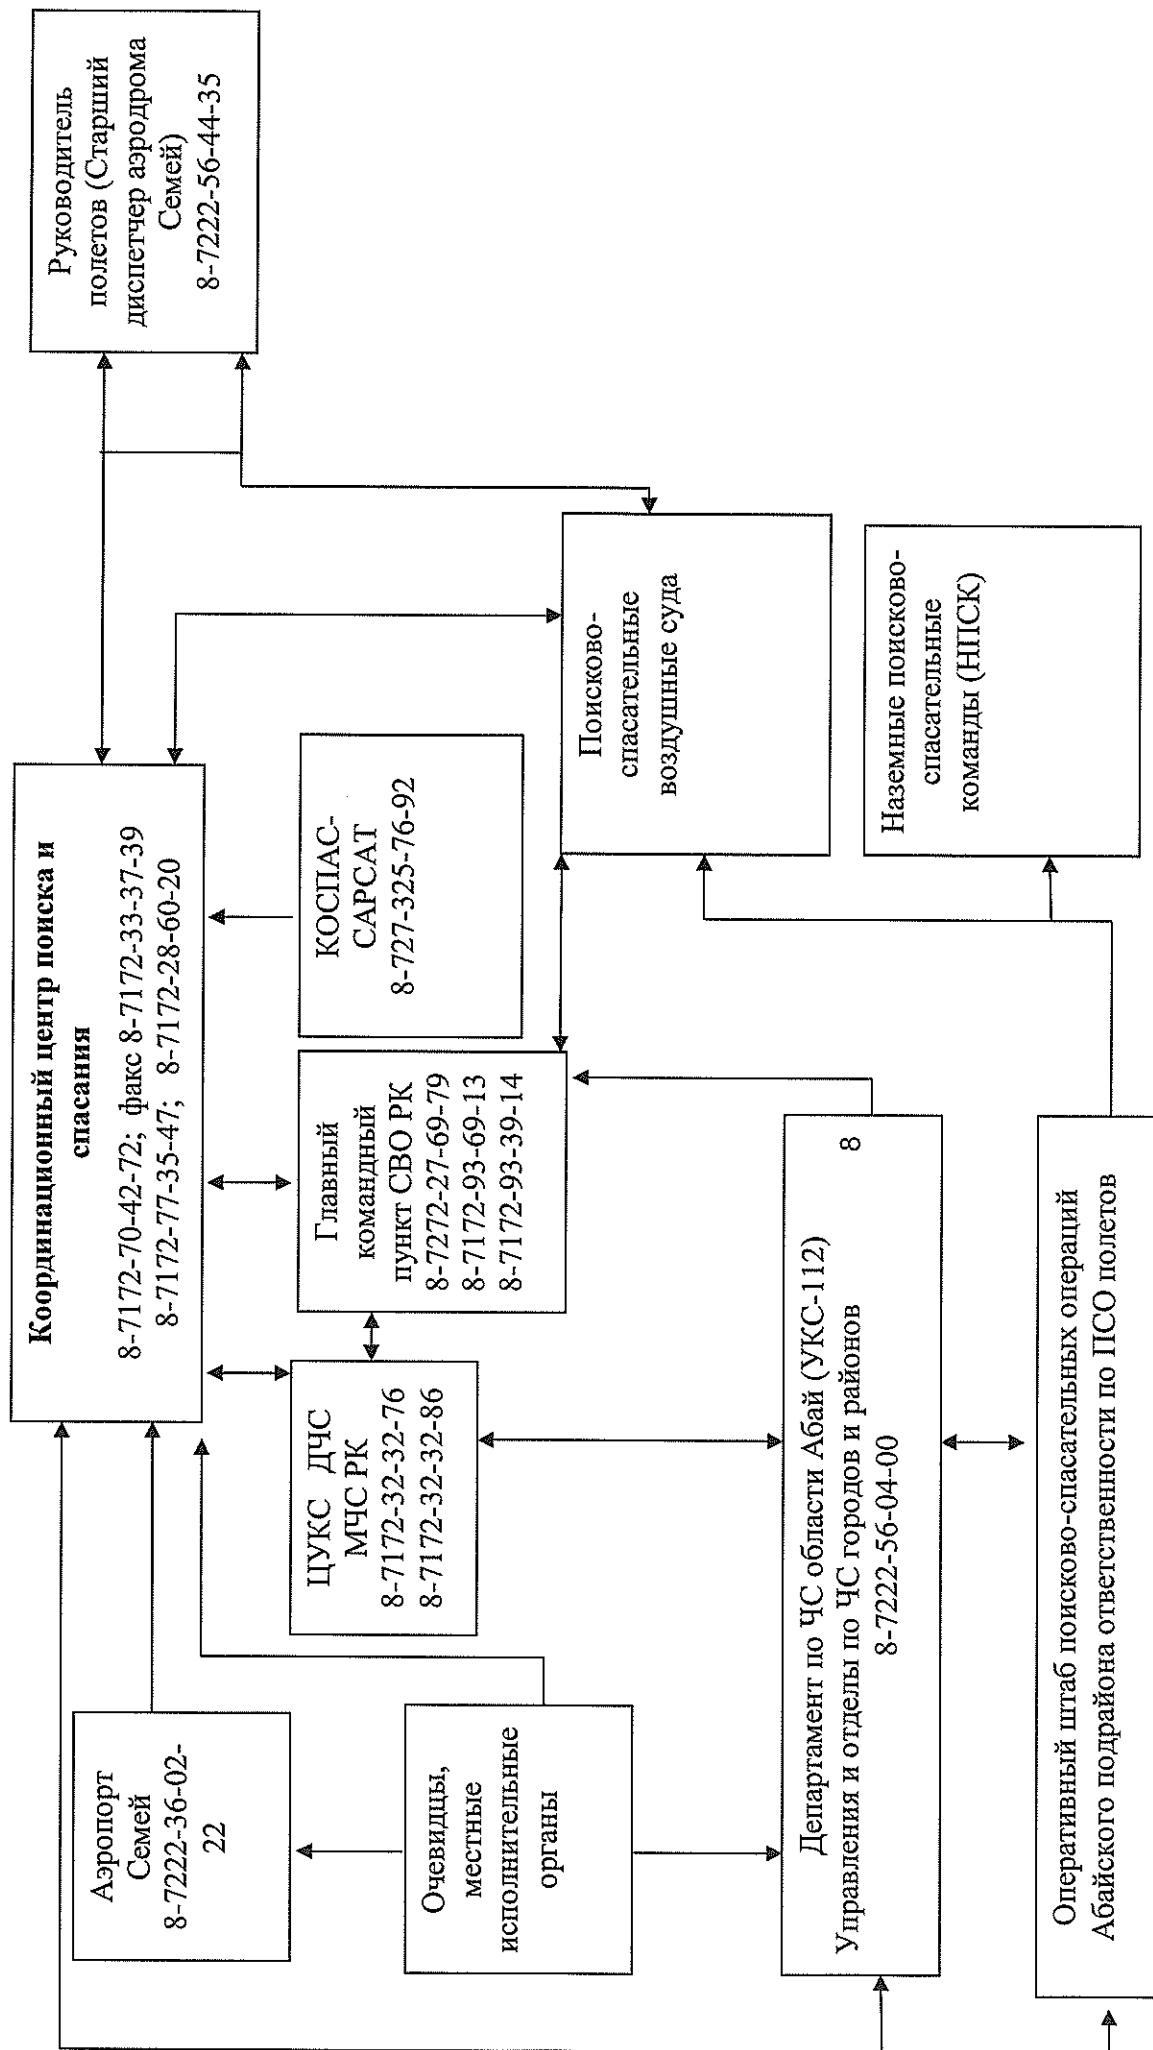 Координационный центр поиска и
спасания
8-7172-70-42-72; факс 8-7172-33-37-39
8-7172-77-35-47; 8-7172-28-60-20
Руководитель
полетов (Старший
диспетчер аэродрома
Семей)
8-7222-56-44-35
Аэропорт
Семей
8-7222-36-02-
22
ЦУКС ДЧС
МЧС РК
8-7172-32-32-76
8-7172-32-32-86
Главный
командный
пункт СВО РК
8-7272-27-69-79
8-7172-93-69-13
8-7172-93-39-14
КОСПАС-
САРСАТ
8-727-325-76-92
Очевидцы,
местные
исполнительные
органы
Поисково-
спасательные
воздушные суда
Департамент по ЧС области Абай (УКС-112)
Управления и отделы по ЧС городов и районов 8
8-7222-56-04-00
Наземные поисково-
спасательные
команды (НПСК)
Оперативный штаб поисково-спасательных операций
Абайского подрайона ответственности по ПСО полетов